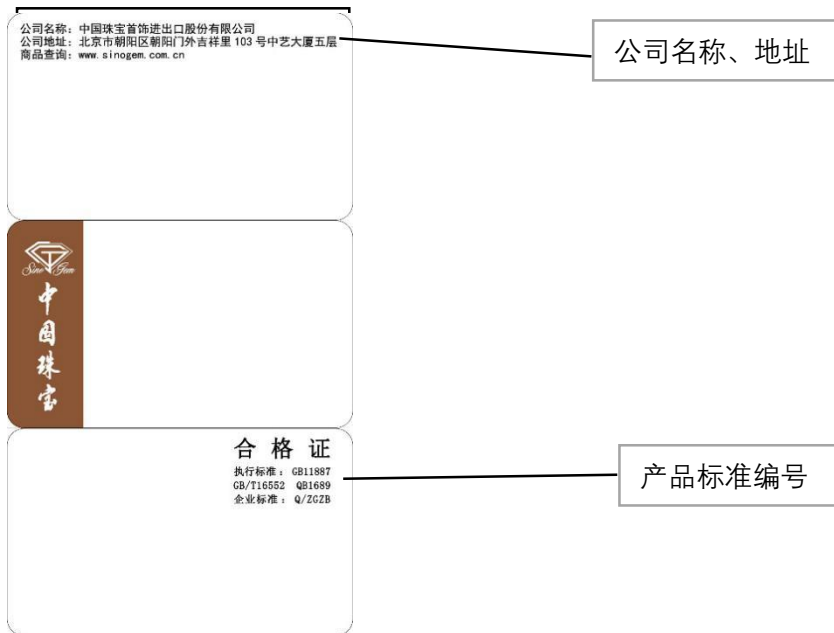 公司名称：中国珠宝首饰进出口股份有限公司
公司地址：北京市朝阳区朝阳门外吉祥里 103 号中艺大厦五层
商品查询：www.sinogem.com.cn
公司名称、地址
Sino Gem
中国珠宝
合 格 证
执行标准：GB11887
GB/T16552 QB1689
企业标准：Q/ZGZB
产品标准编号